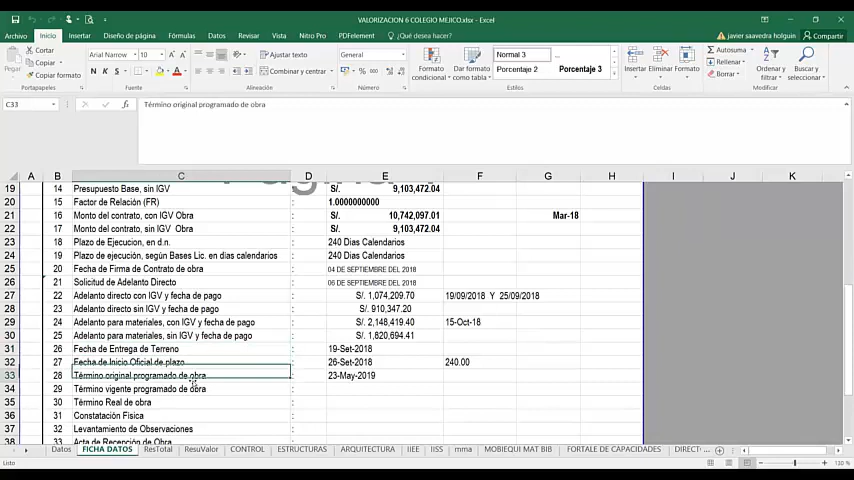 VALORIZACION 6 COLEGIO MEJICO.xlsx - Excel
Archivo Inicio Insertar Diseño de página Fórmulas Datos Revisar Vista Nitro Pro PDFelement ¿Qué desea hacer? javier saavedra holguin Compartir
Pegar Cortar Copiar Copiar formato Portapapeles
Arial Narrow 10 N K S Fuente
Ajustar texto Combinar y centrar Alineación
General % 000 Número
Formato condicional Dar formato como tabla Normal 3 ... Porcentaje 2 Porcentaje 3 Estilos
Insertar Eliminar Formato Celdas
Autosuma Rellenar Borrar Ordenar y filtrar Buscar y seleccionar Modificar
C33 fx Término original programado de obra
A B C D E F G H I J K
19 14 Presupuesto Base, sin IGV : S/. 9,103,472.04
20 15 Factor de Relación (FR) : 1.0000000000
21 16 Monto del contrato, con IGV Obra : S/. 10,742,097.01 Mar-18
22 17 Monto del contrato, sin IGV Obra : S/. 9,103,472.04
23 18 Plazo de Ejecucion, en d.n. : 240 Dias Calendarios
24 19 Plazo de ejecución, según Bases Lic. en días calendarios : 240 Dias Calendarios
25 20 Fecha de Firma de Contrato de obra : 04 DE SEPTIEMBRE DEL 2018
26 21 Solicitud de Adelanto Directo : 06 DE SEPTIEMBRE DEL 2018
27 22 Adelanto directo con IGV y fecha de pago : S/. 1,074,209.70 19/09/2018 Y 25/09/2018
28 23 Adelanto directo sin IGV y fecha de pago : S/. 910,347.20
29 24 Adelanto para materiales, con IGV y fecha de pago : S/. 2,148,419.40 15-Oct-18
30 25 Adelanto para materiales, sin IGV y fecha de pago : S/. 1,820,694.41
31 26 Fecha de Entrega de Terreno : 19-Set-2018
32 27 Fecha de Inicio Oficial de plazo : 26-Set-2018 240.00
33 28 Término original programado de obra : 23-May-2019
34 29 Término vigente programado de obra :
35 30 Término Real de obra :
36 31 Constatación Física :
37 32 Levantamiento de Observaciones :
38 33 Acta de Recepción de Obra :
Datos FICHA DATOS ResTotal ResuValor CONTROL ESTRUCTURAS ARQUITECTURA IIEE IISS mma MOBIEQUI MAT BIB FORTALE DE CAPACIDADES DIRECT ...
Listo 130 %